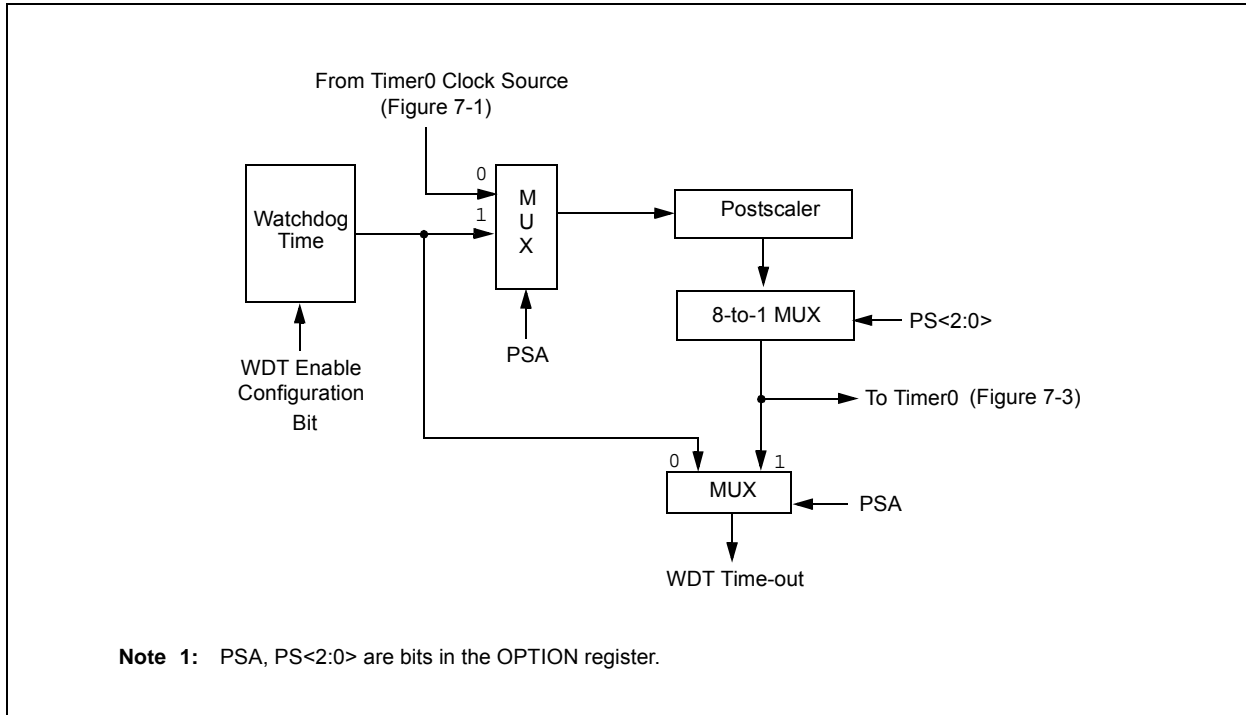 From Timer0 Clock Source
(Figure 7-1)
0
1
M
U
X
Watchdog
Time
Postscaler
8-to-1 MUX
PS<2:0>
PSA
WDT Enable
Configuration
Bit
To Timer0 (Figure 7-3)
0
1
MUX
PSA
WDT Time-out
Note 1: PSA, PS<2:0> are bits in the OPTION register.